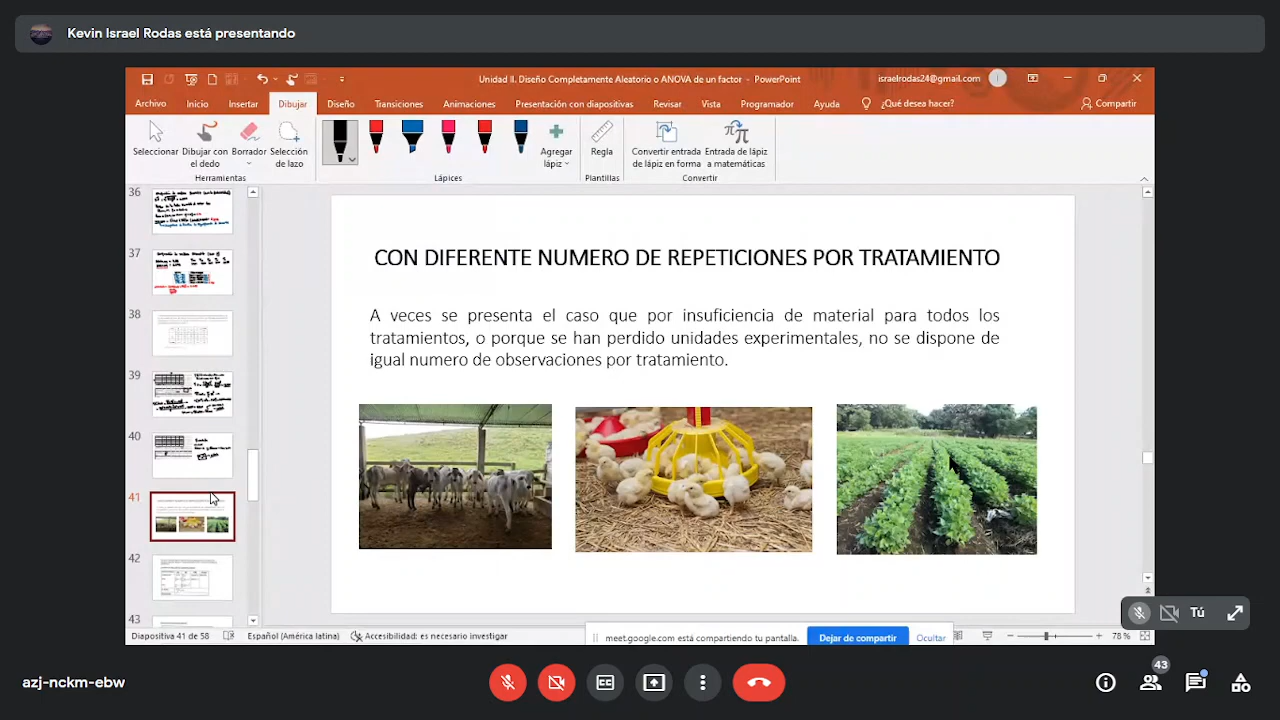 Kevin Israel Rodas está presentando
Unidad II. Diseño Completamente Aleatorio o ANOVA de un factor - PowerPoint
israelrodas24@gmail.com
I
Archivo Inicio Insertar Dibujar Diseño Transiciones Animaciones Presentación con diapositivas Revisar Vista Programador Ayuda ¿Qué desea hacer? Compartir
Seleccionar
Dibujar con el dedo
Borrador
Selección de lazo
Agregar lápiz
Regla
Convertir entrada de lápiz en forma
Entrada de lápiz a matemáticas
Herramientas Lápices Plantillas Convertir
36
37
38
39
40
41
42
43
CON DIFERENTE NUMERO DE REPETICIONES POR TRATAMIENTO
A veces se presenta el caso que por insuficiencia de material para todos los
tratamientos, o porque se han perdido unidades experimentales, no se dispone de
igual numero de observaciones por tratamiento.
Tú
Diapositiva 41 de 58 Español (América latina) Accesibilidad: es necesario investigar
meet.google.com está compartiendo tu pantalla. Dejar de compartir Ocultar
78 %
azj-nckm-ebw
43